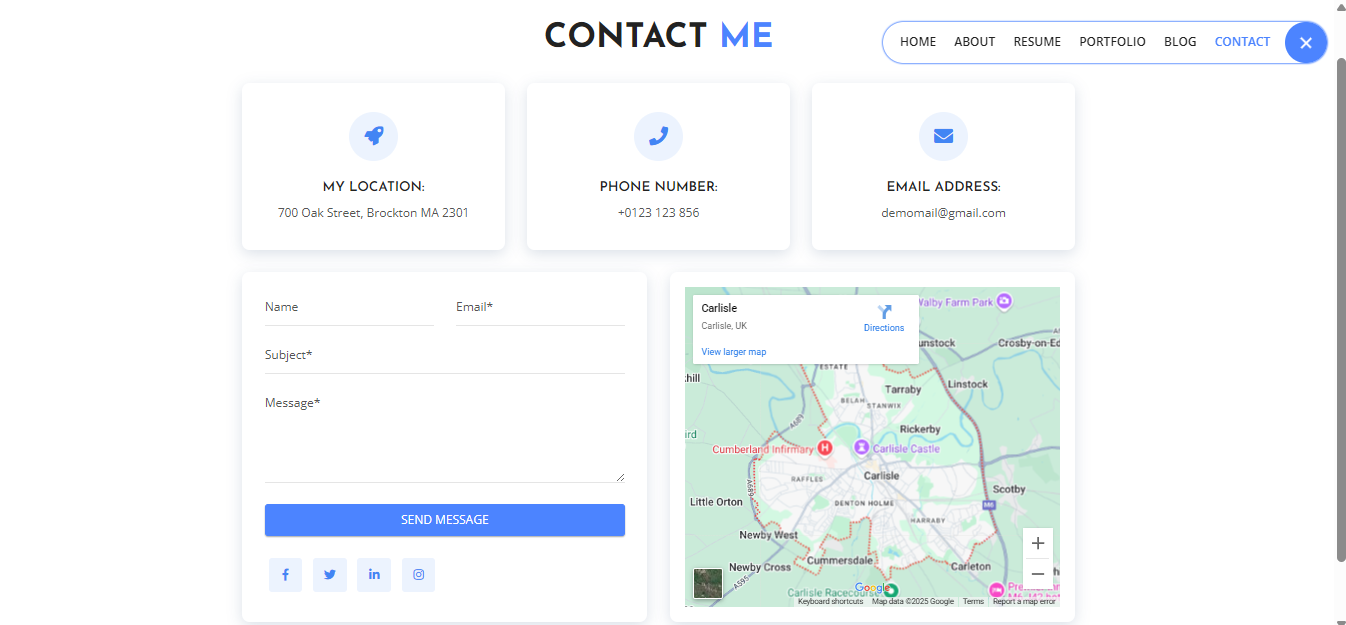 CONTACT ME
HOME ABOUT RESUME PORTFOLIO BLOG CONTACT
MY LOCATION:
700 Oak Street, Brockton MA 2301
PHONE NUMBER:
+0123 123 856
EMAIL ADDRESS:
demomail@gmail.com
Name
Email*
Subject*
Message*
SEND MESSAGE
Carlisle
Carlisle, UK
Directions
View larger map
Walby Farm Park
Crosby-on-Ed
ESTATE
Linstock
Tarraby
BELAH
STANWIX
A689
Rickerby
Cumberland Infirmary
H
Carlisle Castle
Carlisle
RAFFLES
A689
Scotby
Little Orton
DENTON HOLME
HARRABY
Newby West
Cummersdale
Newby Cross
Carleton
A595
Carlisle Racecourse
Google
Keyboard shortcuts
Map data ©2025 Google
Terms
Report a map error